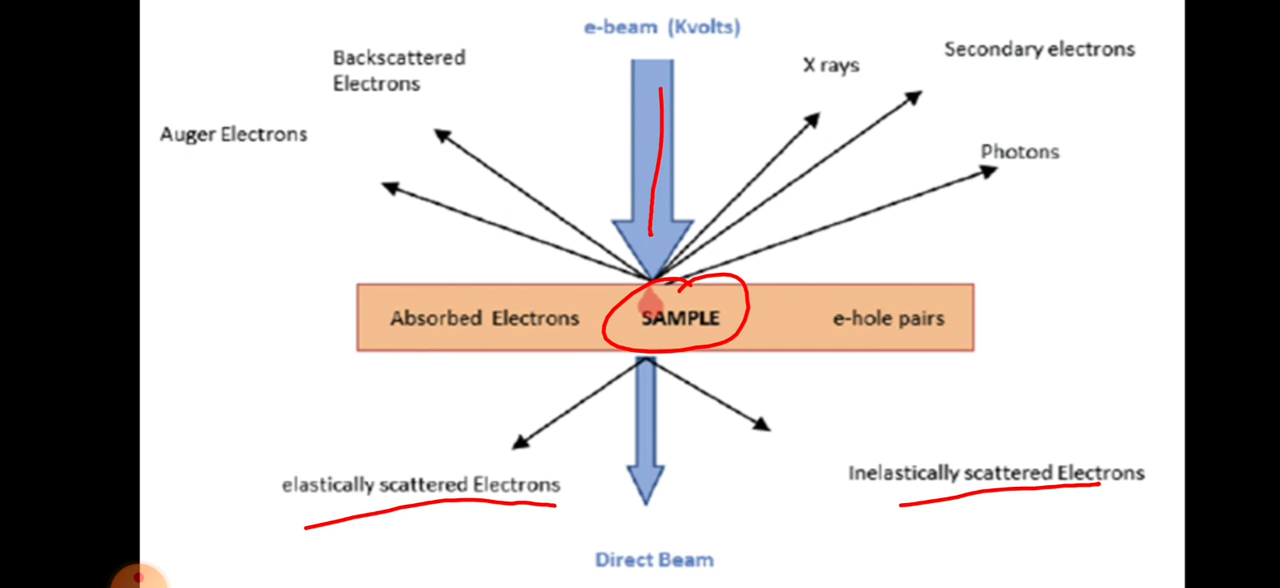 e-beam (Kvolts)
Backscattered
Electrons
X rays
Secondary electrons
Auger Electrons
Photons
Absorbed Electrons
SAMPLE
e-hole pairs
elastically scattered Electrons
Inelastically scattered Electrons
Direct Beam